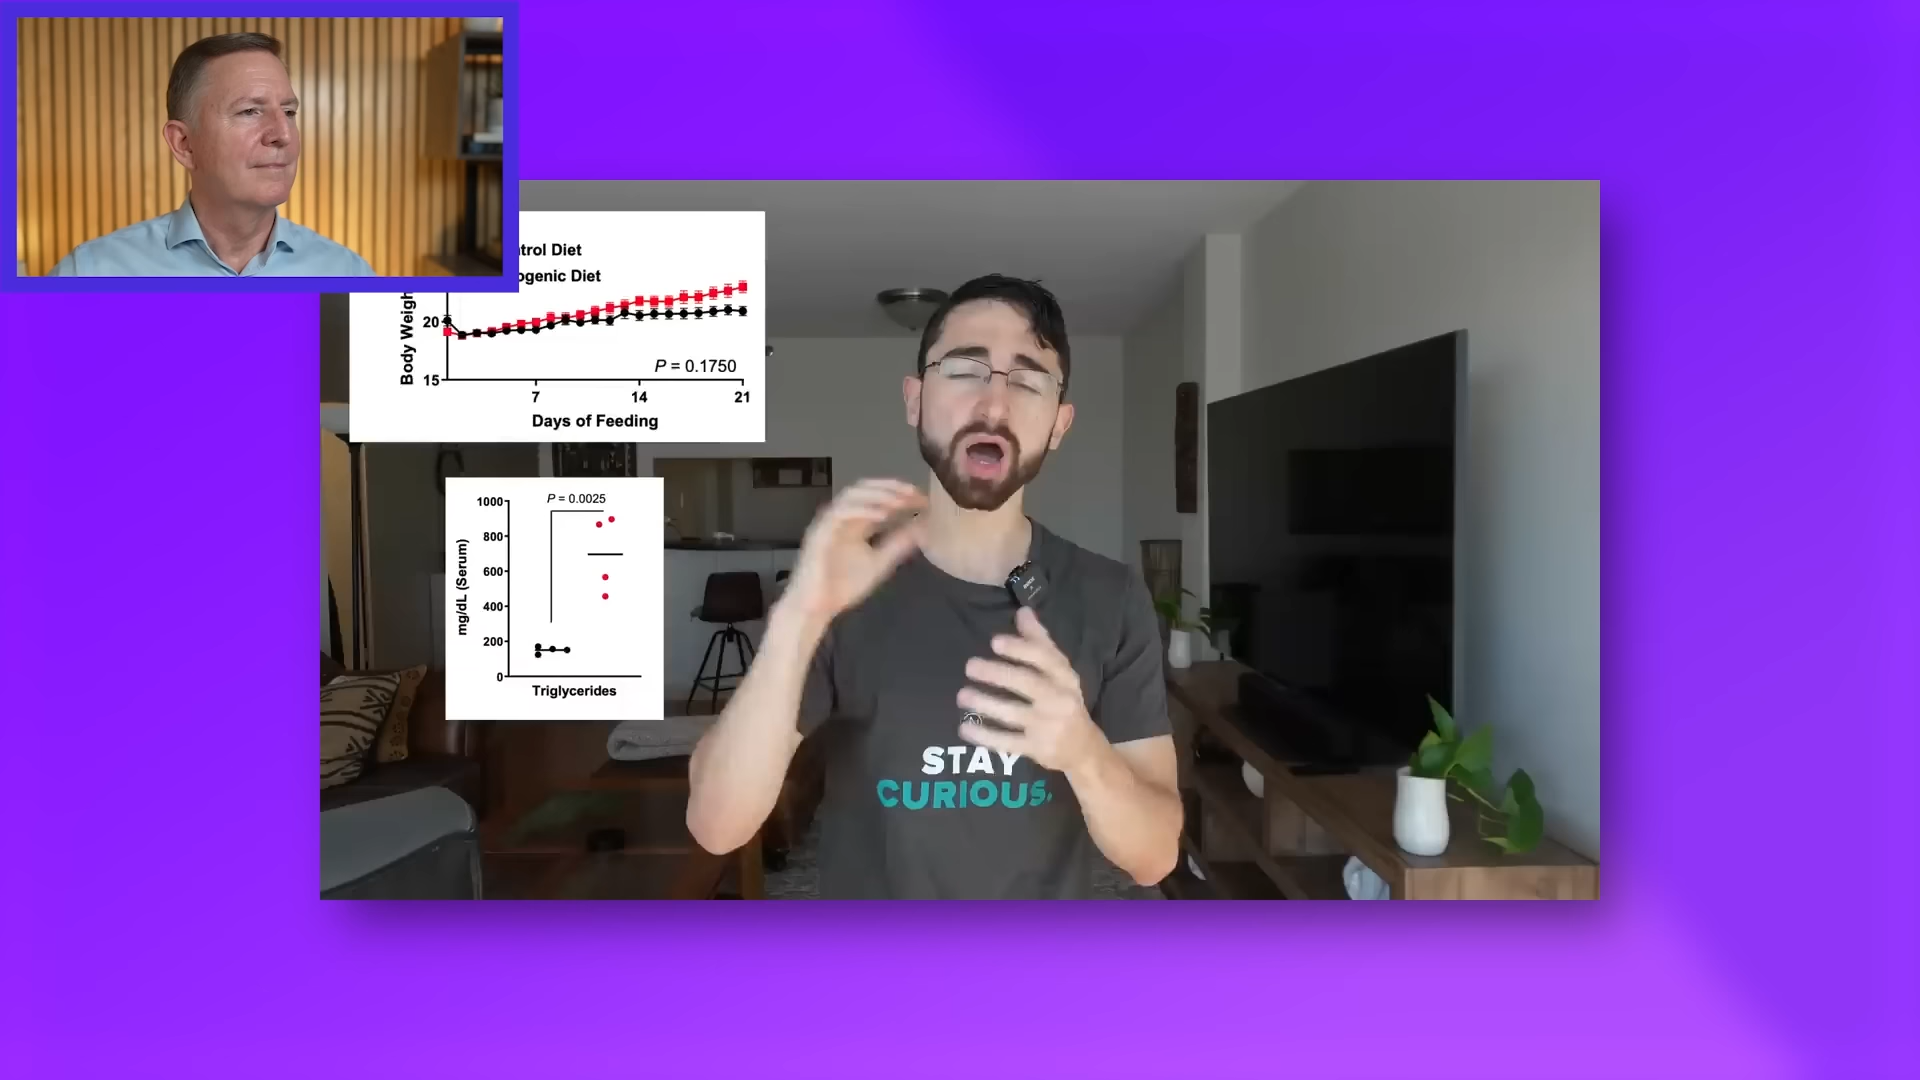 ntrol Diet
ogenic Diet
Body Weigh
20
15
P = 0.1750
7 14 21
Days of Feeding
P = 0.0025
1000
800
600
400
200
0
mg/dL (Serum)
Triglycerides
STAY
CURIOUS.